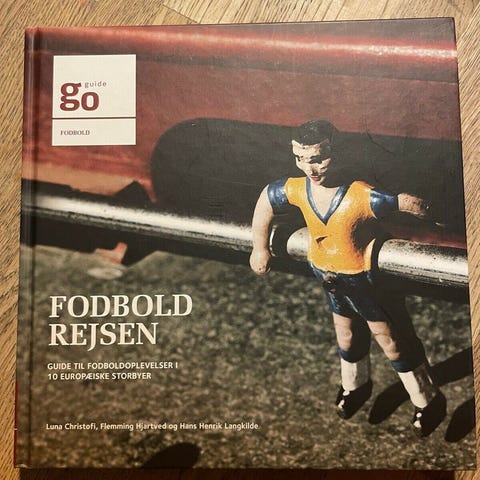 go guide
FODBOLD
FODBOLD
REJSEN
GUIDE TIL FODBOLDOPLEVELSER I
10 EUROPÆISKE STORBYER
Luna Christofi, Flemming Hjartved og Hans Henrik Langkilde